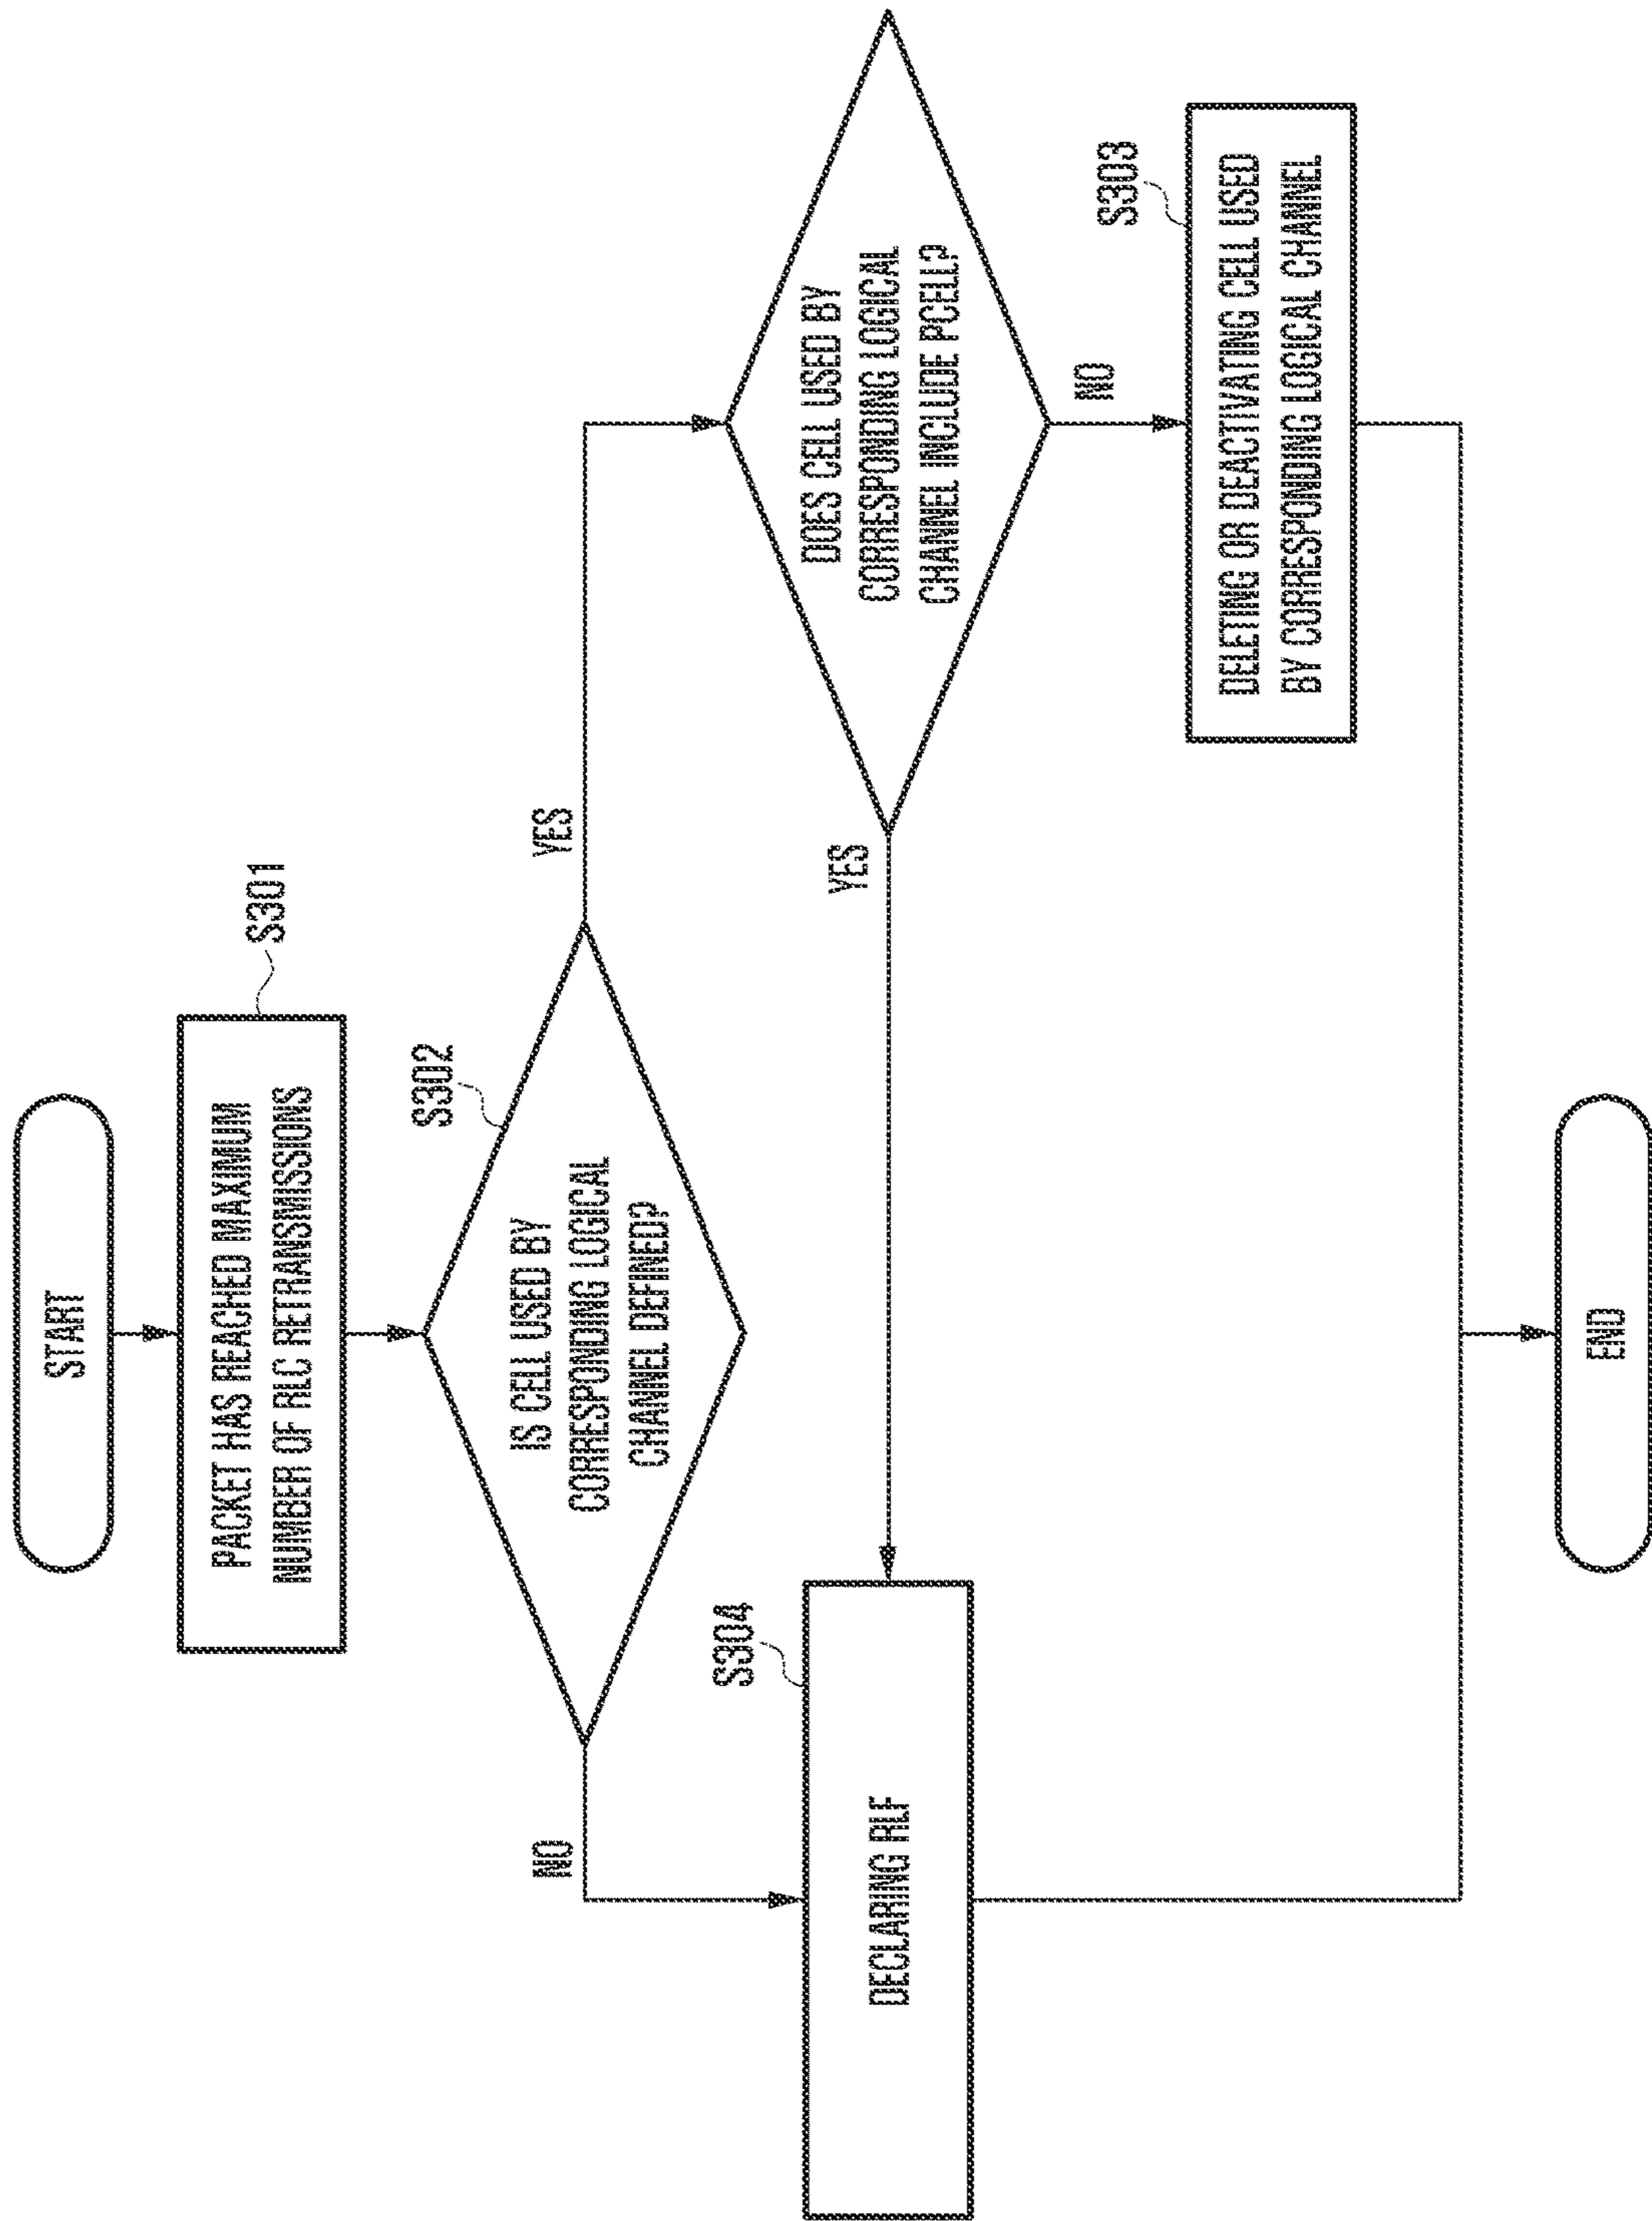 START
S301
PACKET HAS REACHED MAXIMUM
NUMBER OF RLC RETRANSMISSIONS
S302
IS CELL USED BY
CORRESPONDING LOGICAL
CHANNEL DEFINED?
NO
YES
S304
DECLARING RLF
YES
DOES CELL USED BY
CORRESPONDING LOGICAL
CHANNEL INCLUDE PCELL?
NO
S303
DELETING OR DEACTIVATING CELL USED
BY CORRESPONDING LOGICAL CHANNEL
END